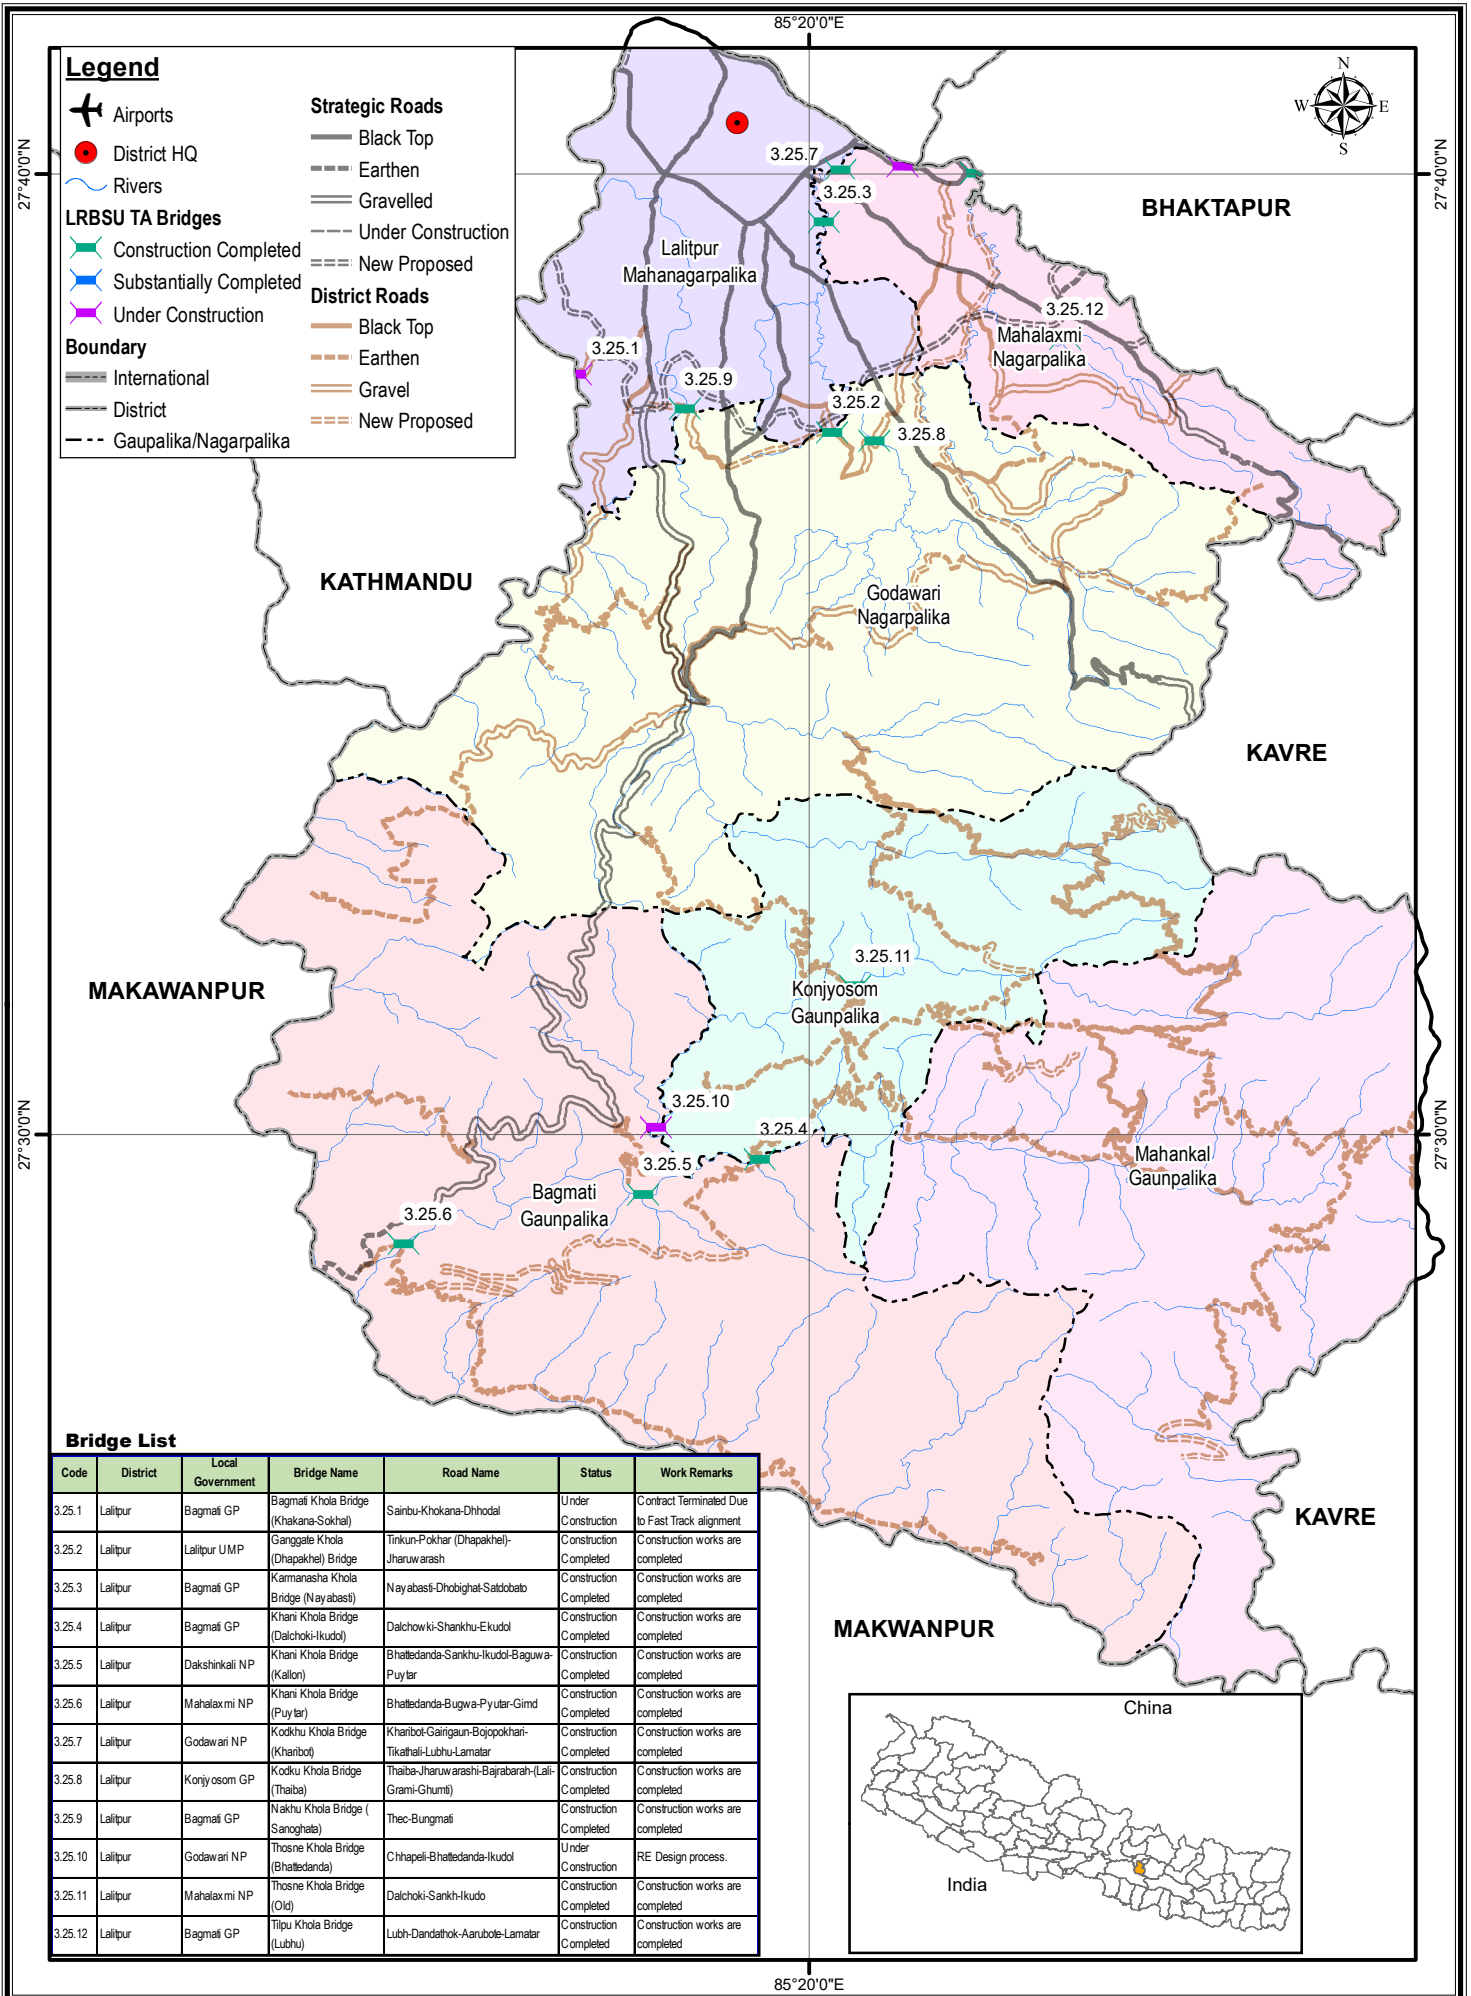 85°20'0"E
Legend
Airports
District HQ
Rivers
LRBSU TA Bridges
Construction Completed
Substantially Completed
Under Construction
Boundary
International
District
Gaupalika/Nagarpalika
Strategic Roads
Black Top
Earthen
Gravelled
Under Construction
New Proposed
District Roads
Black Top
Earthen
Gravel
New Proposed
N
W
E
S
27°40'0"N
27°40'0"N
3.25.7
3.25.3
BHAKTAPUR
Lalitpur
Mahanagarpalika
3.25.12
Mahalaxmi
Nagarpalika
3.25.1
3.25.9
3.25.2
3.25.8
KATHMANDU
Godawari
Nagarpalika
KAVRE
3.25.11
MAKAWANPUR
Konjyosom
Gaunpalika
3.25.10
3.25.4
27°30'0"N
27°30'0"N
3.25.5
Mahankal
Gaunpalika
Bagmati
Gaunpalika
3.25.6
KAVRE
MAKWANPUR
Bridge List
Code District Local Government Bridge Name Road Name Status Work Remarks
3.25.1 Lalitpur Bagmati GP Bagmati Khola Bridge (Khakana-Sokhal) Sainbu-Khokana-Dhhodal Under Construction Contract Terminated Due to Fast Track alignment
3.25.2 Lalitpur Lalitpur UMP Ganggate Khola (Dhapakhel) Bridge Tinkun-Pokhar (Dhapakhel)-Jharuwarash Construction Completed Construction works are completed
3.25.3 Lalitpur Bagmati GP Karmanasha Khola Bridge (Nayabasti) Nayabasti-Dhobighat-Satdobato Construction Completed Construction works are completed
3.25.4 Lalitpur Bagmati GP Khani Khola Bridge (Dalchoki-Ikudol) Dalchowki-Shankhu-Ekudol Construction Completed Construction works are completed
3.25.5 Lalitpur Dakshinkali NP Khani Khola Bridge (Kallon) Bhattedanda-Sankhu-Ikudol-Baguwa-Puytar Construction Completed Construction works are completed
3.25.6 Lalitpur Mahalaxmi NP Khani Khola Bridge (Puytar) Bhattedanda-Bugwa-Pyutar-Gimd Construction Completed Construction works are completed
3.25.7 Lalitpur Godawari NP Kodkhu Khola Bridge (Kharibot) Kharibot-Gairigaun-Bojopokhari-Tikathali-Lubhu-Lamatar Construction Completed Construction works are completed
3.25.8 Lalitpur Konjyosom GP Kodku Khola Bridge (Thaiba) Thaiba-Jharuwarashi-Bajrabarah-(Lali-Grami-Ghumti) Construction Completed Construction works are completed
3.25.9 Lalitpur Bagmati GP Nakhu Khola Bridge ( Sanoghata) Thec-Bungmati Construction Completed Construction works are completed
3.25.10 Lalitpur Godawari NP Thosne Khola Bridge (Bhattedanda) Chhapeli-Bhattedanda-Ikudol Under Construction RE Design process.
3.25.11 Lalitpur Mahalaxmi NP Thosne Khola Bridge (Old) Dalchoki-Sankh-Ikudo Construction Completed Construction works are completed
3.25.12 Lalitpur Bagmati GP Tilpu Khola Bridge (Lubhu) Lubh-Dandathok-Aarubote-Lamatar Construction Completed Construction works are completed
China
India
85°20'0"E